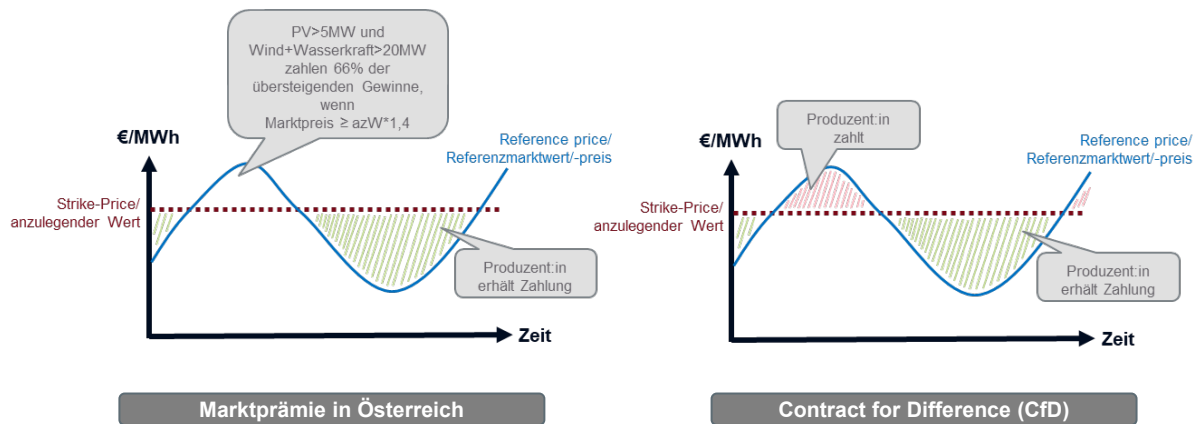 PV>5MW und
Wind+Wasserkraft>20MW
zahlen 66% der
übersteigenden Gewinne,
wenn
Marktpreis ≥ azW*1,4
€/MWh
Reference price/
Referenzmarktwert/-preis
Strike-Price/
anzulegender Wert
Produzent:in
erhält Zahlung
Zeit
Marktprämie in Österreich
Produzent:in
zahlt
€/MWh
Reference price/
Referenzmarktwert/-preis
Strike-Price/
anzulegender Wert
Produzent:in
erhält Zahlung
Zeit
Contract for Difference (CfD)